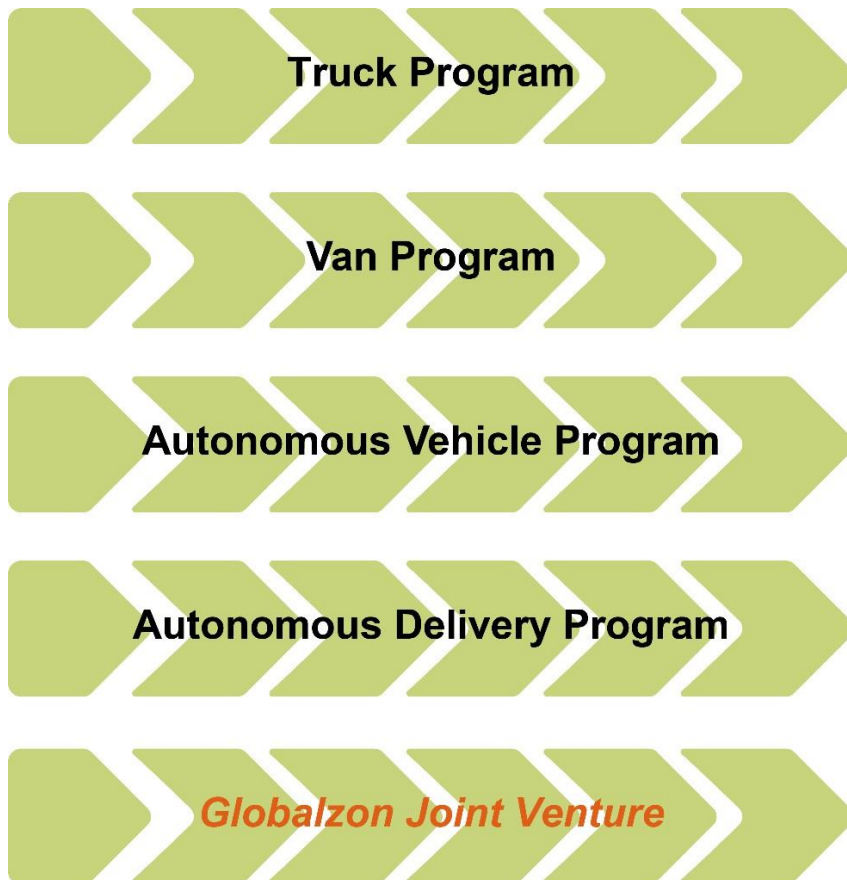 Truck Program
Van Program
Autonomous Vehicle Program
Autonomous Delivery Program
Globalzon Joint Venture